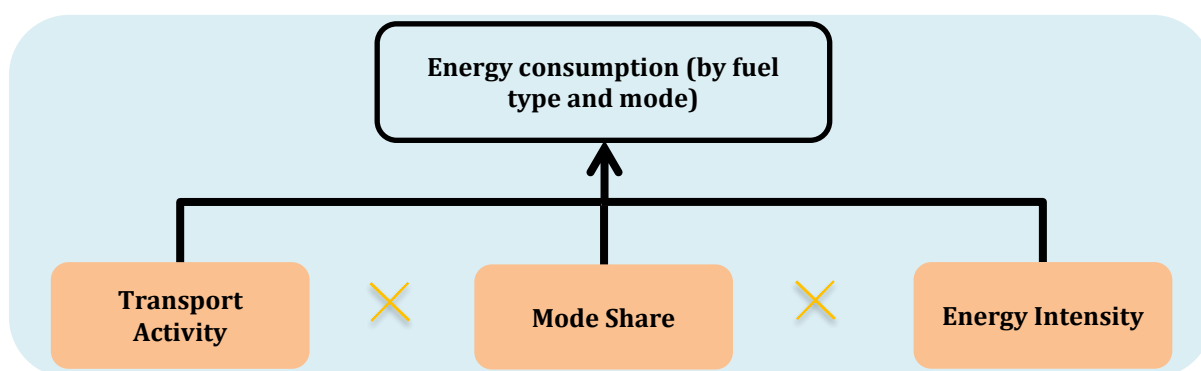 Energy consumption (by fuel
type and mode)
Transport
Activity
Mode Share
Energy Intensity